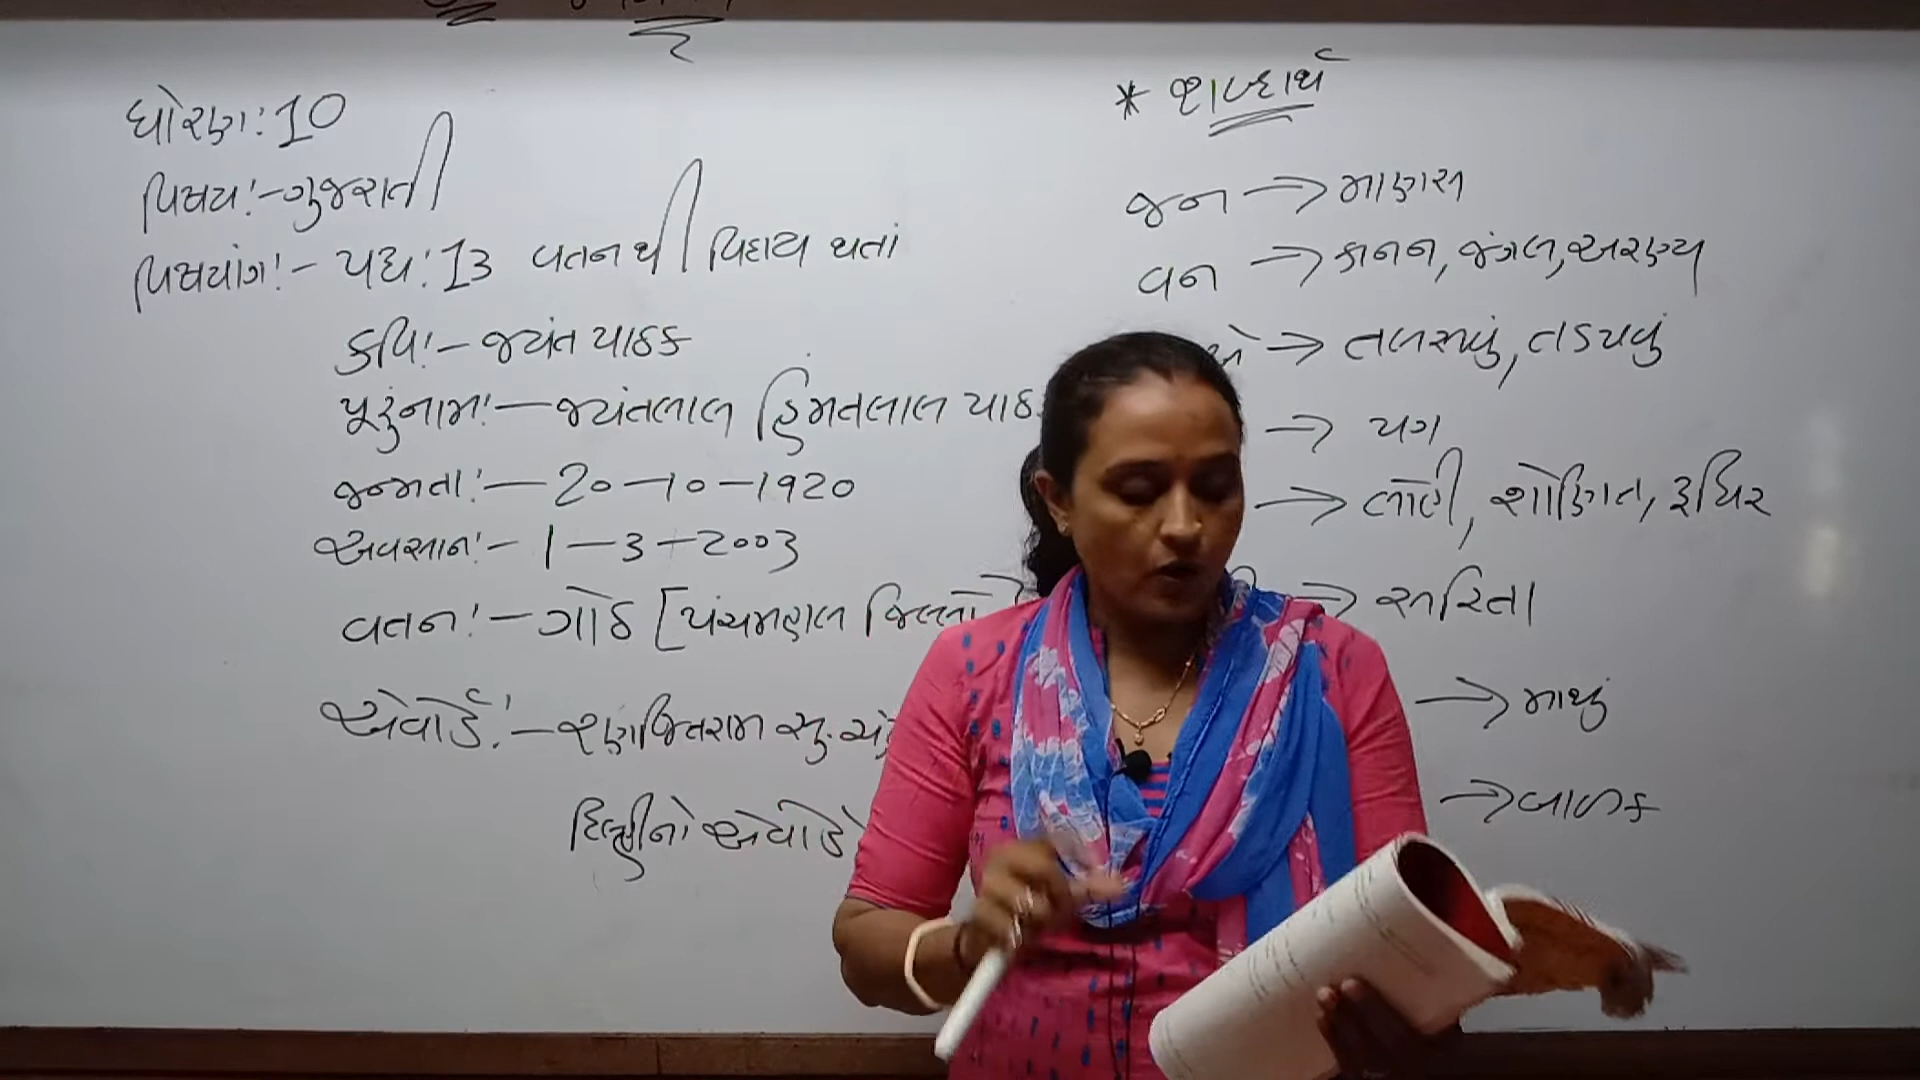 ધોરણ:10
વિષય:-ગુજરાતી
વિષયાંગ:- પદ્ય:13 વતનથી વિદાય થતાં
કવિ:- જયંત પાઠક
પૂરુંનામ:- જયંતલાલ હિંમતલાલ પાઠ
જન્મતા:- 20-10-1920
અવસાન:- 1-3-2003
વતન:- ગોઠ [પંચમહાલ જિલ્લો
એવોર્ડ:- રણજિતરામ સુ.ચં
દિલ્હીનો એવોર્ડ
* શબ્દાર્થ
જન → માણસ
વન → કાનન, જંગલ, અરણ્ય
→ તલસવું, તડપવું
→ પગ
→ લોહી, શોણિત, રૂધિર
→ સરિતા
→ માથું
→ બાળક